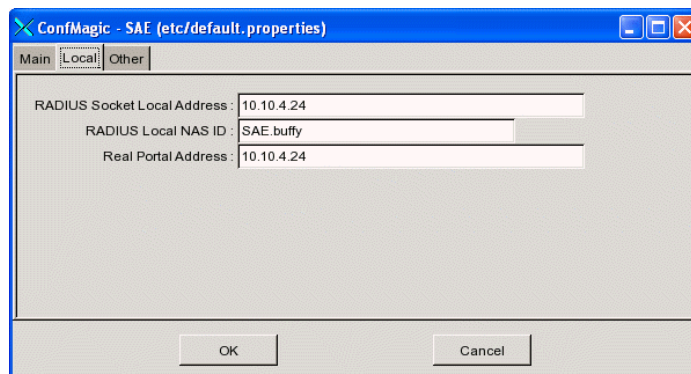 ConfMagic - SAE (etc/default.properties)
Main Local Other
RADIUS Socket Local Address : 10.10.4.24
RADIUS Local NAS ID : SAE.buffy
Real Portal Address : 10.10.4.24
OK Cancel